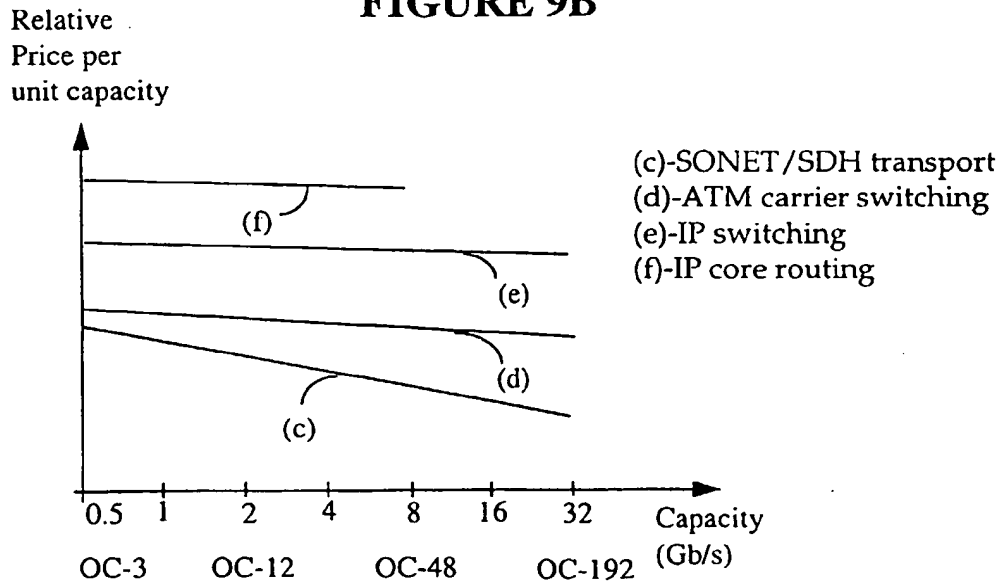 FIGURE 9B
Relative
Price per
unit capacity
(c)-SONET/SDH transport
(d)-ATM carrier switching
(e)-IP switching
(f)-IP core routing
(f)
(e)
(d)
(c)
0.5 1 2 4 8 16 32 Capacity
(Gb/s)
OC-3 OC-12 OC-48 OC-192